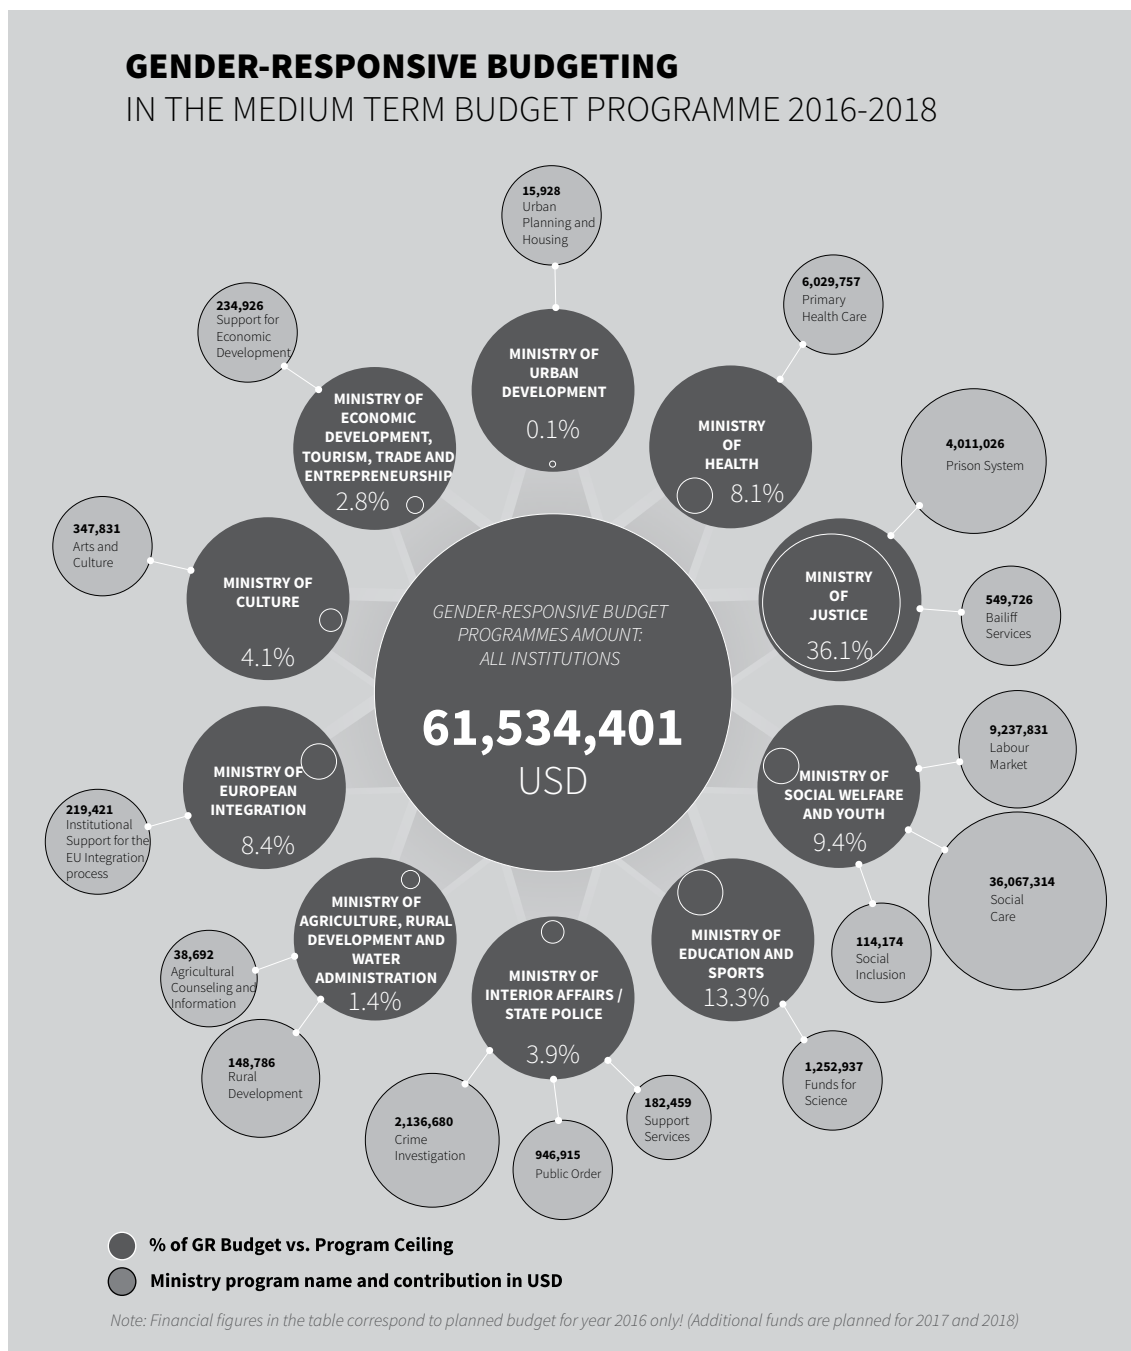 GENDER-RESPONSIVE BUDGETING
IN THE MEDIUM TERM BUDGET PROGRAMME 2016-2018
15,928
Urban
Planning and
Housing
6,029,757
Primary
Health Care
234,926
Support for
Economic
Development
MINISTRY OF
URBAN
DEVELOPMENT
0.1%
MINISTRY OF
ECONOMIC
DEVELOPMENT,
TOURISM, TRADE AND
ENTREPRENEURSHIP
2.8%
MINISTRY
OF
HEALTH
8.1%
4,011,026
Prison System
347,831
Arts and
Culture
MINISTRY OF
CULTURE
4.1%
MINISTRY
OF
JUSTICE
36.1%
549,726
Bailiff
Services
GENDER-RESPONSIVE BUDGET
PROGRAMMES AMOUNT:
ALL INSTITUTIONS
61,534,401
USD
9,237,831
Labour
Market
MINISTRY OF
EUROPEAN
INTEGRATION
8.4%
MINISTRY OF
SOCIAL WELFARE
AND YOUTH
9.4%
219,421
Institutional
Support for the
EU Integration
process
36,067,314
Social
Care
114,174
Social
Inclusion
MINISTRY OF
AGRICULTURE, RURAL
DEVELOPMENT AND
WATER
ADMINISTRATION
1.4%
MINISTRY OF
EDUCATION AND
SPORTS
13.3%
38,692
Agricultural
Counseling and
Information
MINISTRY OF
INTERIOR AFFAIRS /
STATE POLICE
3.9%
148,786
Rural
Development
1,252,937
Funds for
Science
2,136,680
Crime
Investigation
946,915
Public Order
182,459
Support
Services
% of GR Budget vs. Program Ceiling
Ministry program name and contribution in USD
Note: Financial figures in the table correspond to planned budget for year 2016 only! (Additional funds are planned for 2017 and 2018)